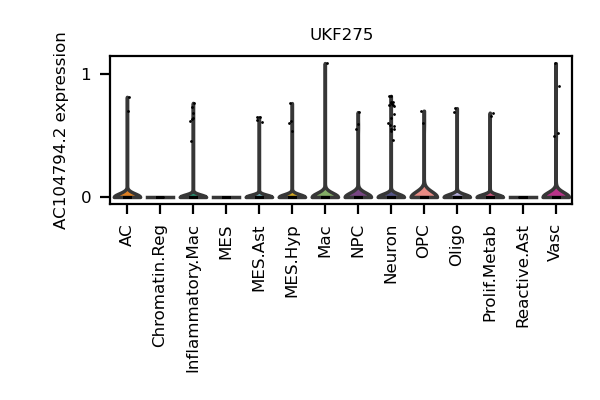 UKF275
AC104794.2 expression
1
0
AC
Chromatin.Reg
Inflammatory.Mac
MES
MES.Ast
MES.Hyp
Mac
NPC
Neuron
OPC
Oligo
Prolif.Metab
Reactive.Ast
Vasc